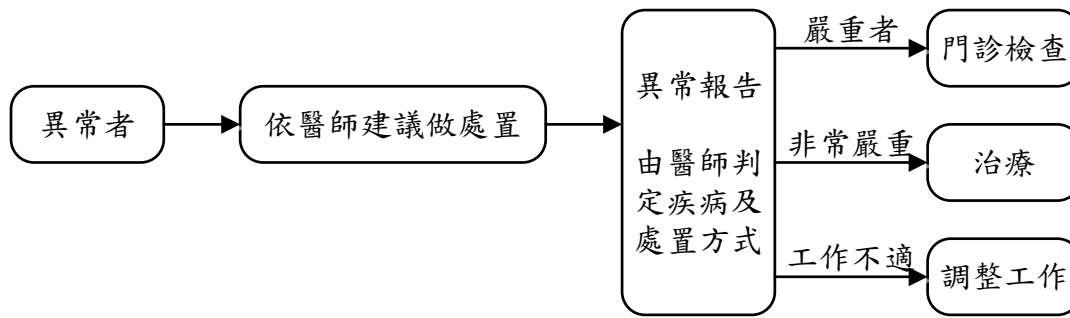 異常者
依醫師建議做處置
異常報告
由醫師判
定疾病及
處置方式
嚴重者
門診檢查
非常嚴重
治療
工作不適
調整工作